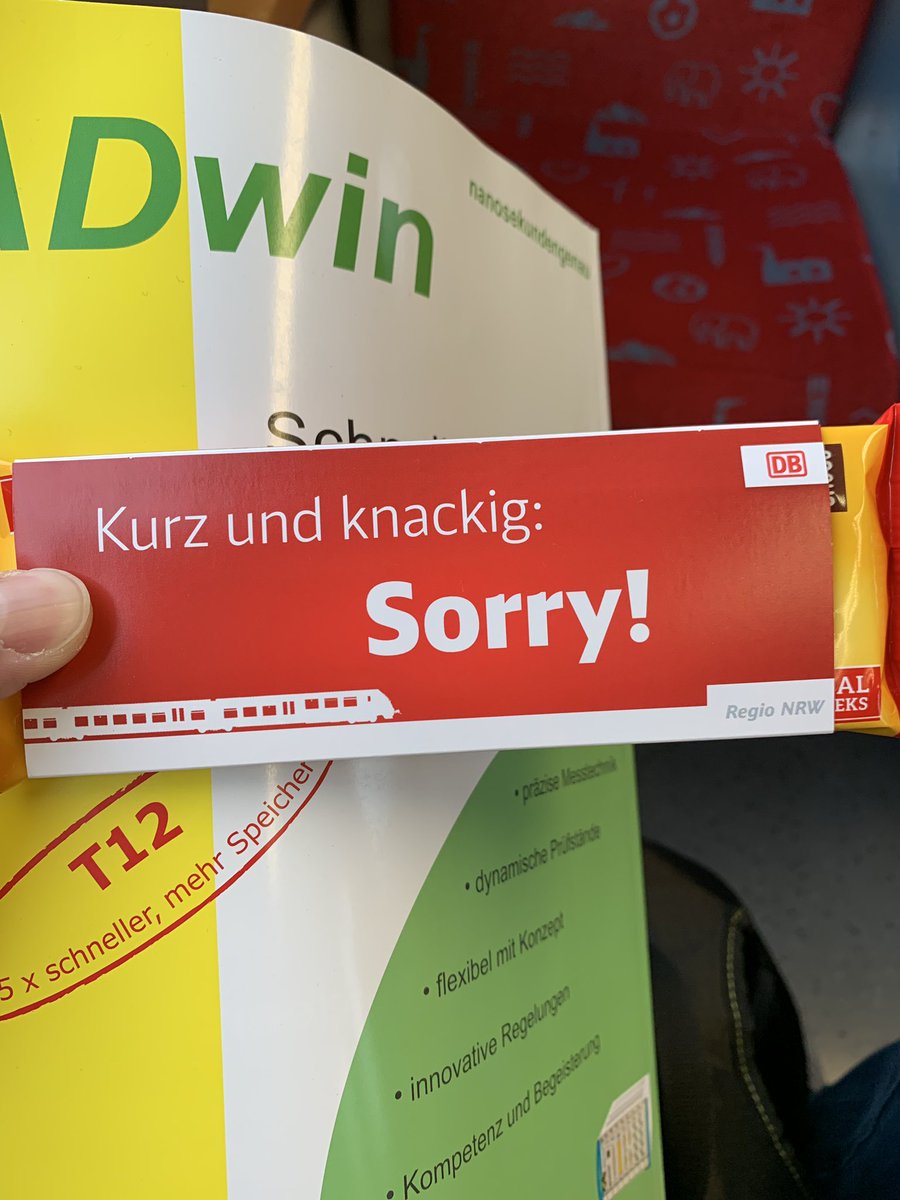 ADwin
nanosekundengenau
DB
Kurz und knackig:
Sorry!
Regio NRW
T12
5 x schneller, mehr Speicher
• präzise Messtechnik
• dynamische Prüfstände
• flexibel mit Konzept
• innovative Regelungen
• Kompetenz und Begeisterung